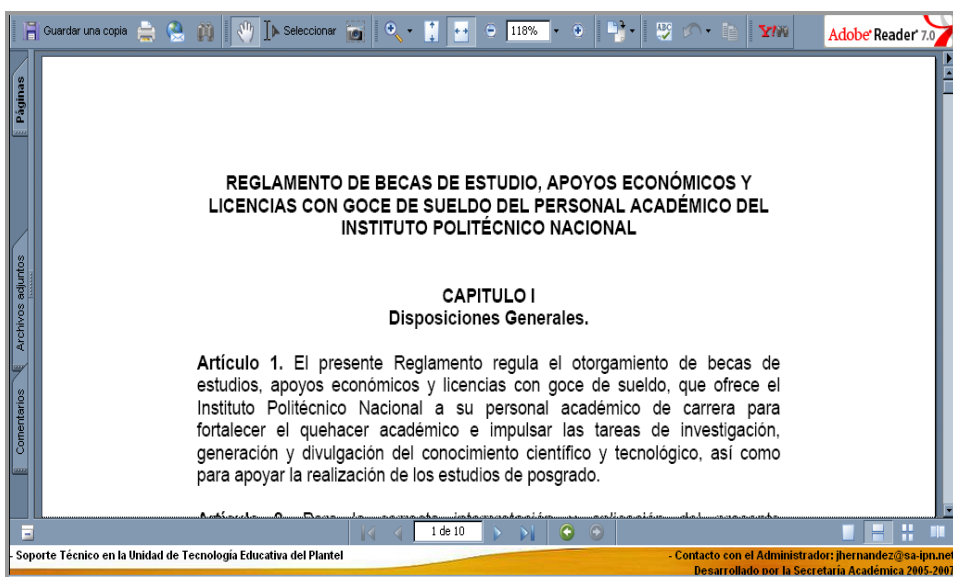 Guardar una copia
Seleccionar
118%
Y!
Adobe Reader 7.0
Páginas
Archivos adjuntos
Comentarios
REGLAMENTO DE BECAS DE ESTUDIO, APOYOS ECONÓMICOS Y
LICENCIAS CON GOCE DE SUELDO DEL PERSONAL ACADÉMICO DEL
INSTITUTO POLITÉCNICO NACIONAL
CAPITULO I
Disposiciones Generales.
Artículo 1. El presente Reglamento regula el otorgamiento de becas de
estudios, apoyos económicos y licencias con goce de sueldo, que ofrece el
Instituto Politécnico Nacional a su personal académico de carrera para
fortalecer el quehacer académico e impulsar las tareas de investigación,
generación y divulgación del conocimiento científico y tecnológico, así como
para apoyar la realización de los estudios de posgrado.
1 de 10
- Soporte Técnico en la Unidad de Tecnología Educativa del Plantel
- Contacto con el Administrador: jhernandez@sa-ipn.net
Desarrollado por la Secretaría Académica 2005-2007